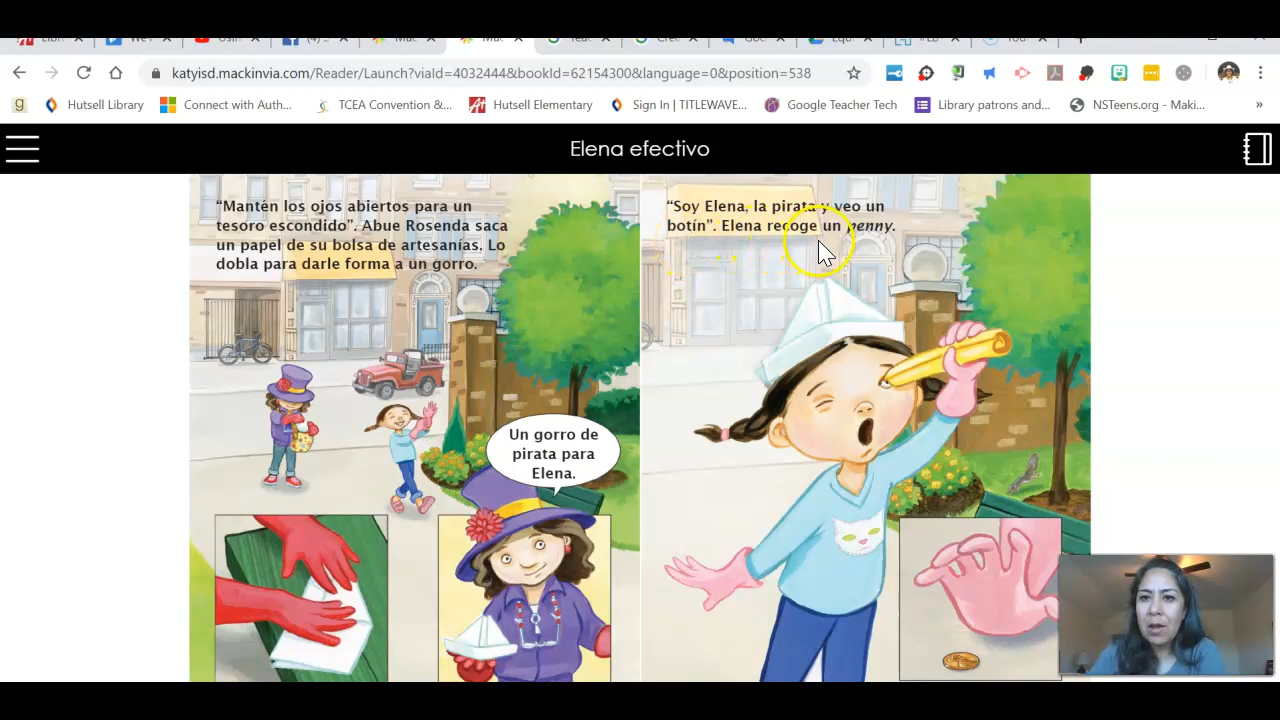 katyisd.mackinvia.com/Reader/Launch?viaId=4032444&bookId=62154300&language=0&position=538
Hutsell Library
Connect with Auth...
TCEA Convention &...
Hutsell Elementary
Sign In | TITLEWAVE...
Google Teacher Tech
Library patrons and...
NSTeens.org - Maki...
Elena efectivo
“Mantén los ojos abiertos para un
tesoro escondido”. Abue Rosenda saca
un papel de su bolsa de artesanías. Lo
dobla para darle forma a un gorro.
Un gorro de
pirata para
Elena.
“Soy Elena, la pirata y veo un
botín”. Elena recoge un penny.